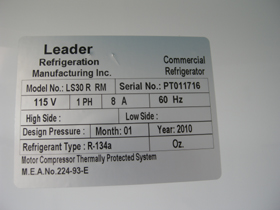 Leader
Refrigeration
Manufacturing Inc.
Commercial
Refrigerator
Model No: LS30 R RM Serial No: PT011716
115 V 1 PH 8 A 60 Hz
High Side : Low Side :
Design Pressure : Month: 01 Year: 2010
Refrigerant Type : R-134a Oz.
Motor Compressor Thermally Protected System
M.E.A.No.224-93-E